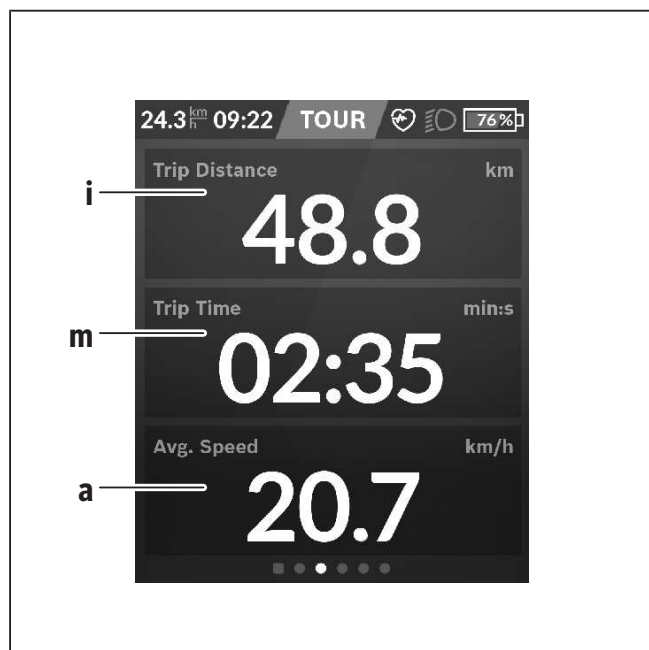 24.3 km/h 09:22 TOUR 76%
Trip Distance km
i
48.8
Trip Time min:s
m
02:35
Avg. Speed km/h
a
20.7